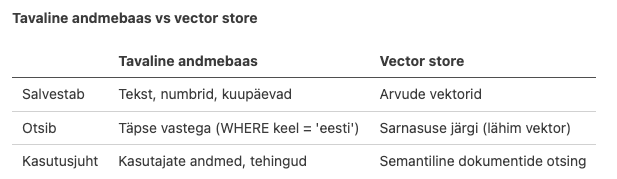 Tavaline andmebaas vs vector store
Tavaline andmebaas Vector store
Salvestab Tekst, numbrid, kuupäevad Arvude vektorid
Otsib Täpse vastega (WHERE keel = 'eesti') Sarnasuse järgi (lähim vektor)
Kasutusjuht Kasutajate andmed, tehingud Semantiline dokumentide otsing